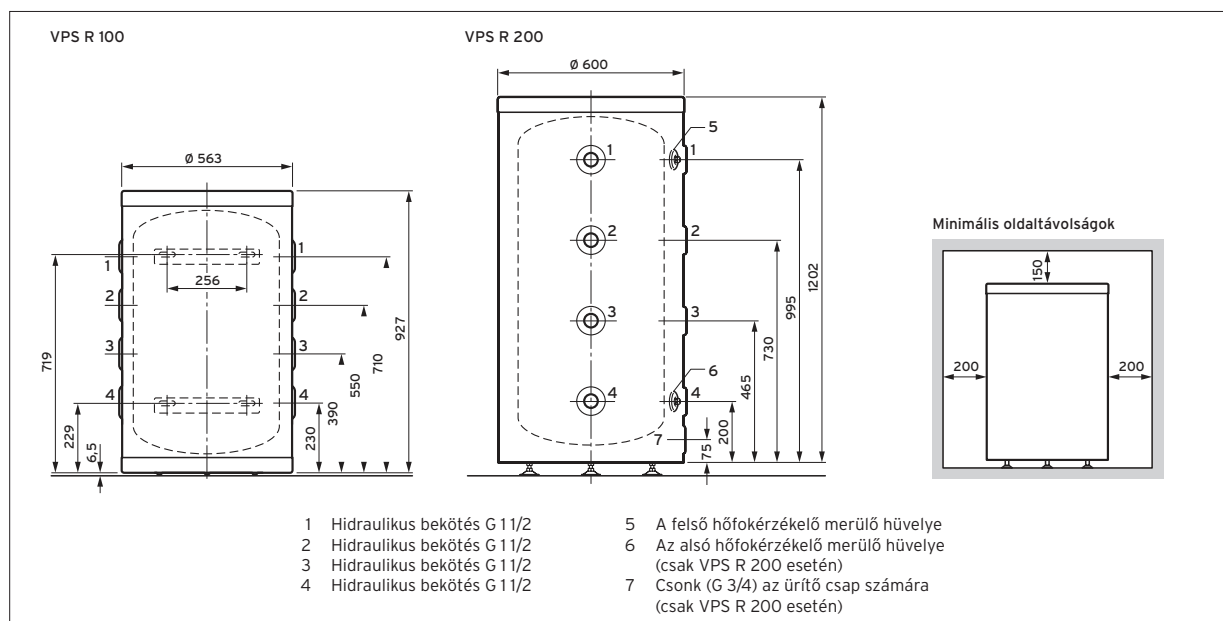 VPS R 100
VPS R 200
Ø 600
Ø 563
5
1
1
2
2
3
3
6
4
4
7
1202
995
730
465
200
75
1
1
2
2
3
3
4
4
256
719
229
6,5
927
710
550
390
230
Minimális oldaltávolságok
150
200
200
1 Hidraulikus bekötés G 1 1/2
2 Hidraulikus bekötés G 1 1/2
3 Hidraulikus bekötés G 1 1/2
4 Hidraulikus bekötés G 1 1/2
5 A felső hőfokérzékelő merülő hüvelye
6 Az alsó hőfokérzékelő merülő hüvelye
(csak VPS R 200 esetén)
7 Csonk (G 3/4) az ürítő csap számára
(csak VPS R 200 esetén)